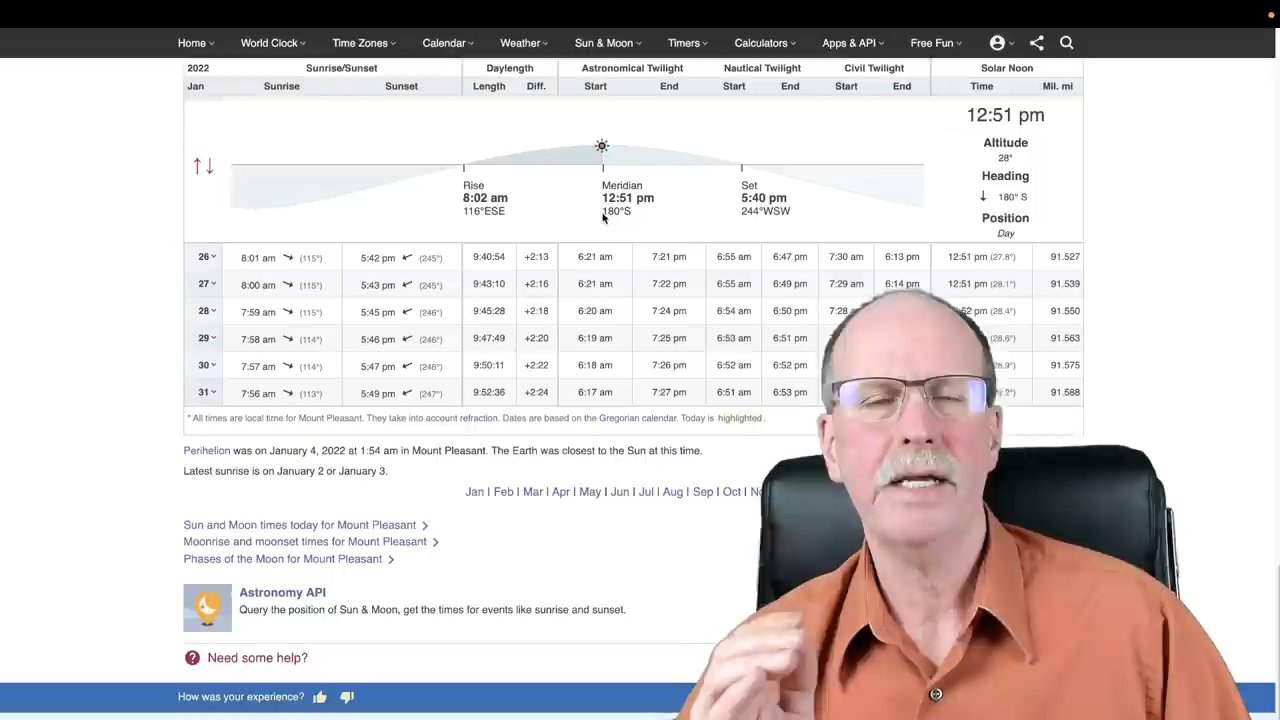 Home World Clock Time Zones Calendar Weather Sun & Moon Timers Calculators Apps & API Free Fun
2022 Sunrise/Sunset Daylength Astronomical Twilight Nautical Twilight Civil Twilight Solar Noon
Jan Sunrise Sunset Length Diff. Start End Start End Start End Time Mil. mi
12:51 pm
Altitude
28°
Heading
↓ 180° S
Position
Day
Rise Meridian Set
8:02 am 12:51 pm 5:40 pm
116°ESE 180°S 244°WSW
26 8:01 am (115°) 5:42 pm (245°) 9:40:54 +2:13 6:21 am 7:21 pm 6:55 am 6:47 pm 7:30 am 6:13 pm 12:51 pm (27.8°) 91.527
27 8:00 am (115°) 5:43 pm (245°) 9:43:10 +2:16 6:21 am 7:22 pm 6:55 am 6:49 pm 7:29 am 6:14 pm 12:51 pm (28.1°) 91.539
28 7:59 am (115°) 5:45 pm (246°) 9:45:28 +2:18 6:20 am 7:24 pm 6:54 am 6:50 pm 7:28 pm (28.4°) 91.550
29 7:58 am (114°) 5:46 pm (246°) 9:47:49 +2:20 6:19 am 7:25 pm 6:53 am 6:51 pm 91.563
30 7:57 am (114°) 5:47 pm (246°) 9:50:11 +2:22 6:18 am 7:26 pm 6:52 am 6:52 pm 91.575
31 7:56 am (113°) 5:49 pm (247°) 9:52:36 +2:24 6:17 am 7:27 pm 6:51 am 6:53 pm 91.588
* All times are local time for Mount Pleasant. They take into account refraction. Dates are based on the Gregorian calendar. Today is highlighted.
Perihelion was on January 4, 2022 at 1:54 am in Mount Pleasant. The Earth was closest to the Sun at this time.
Latest sunrise is on January 2 or January 3.
Jan | Feb | Mar | Apr | May | Jun | Jul | Aug | Sep | Oct |
Sun and Moon times today for Mount Pleasant
Moonrise and moonset times for Mount Pleasant
Phases of the Moon for Mount Pleasant
Astronomy API
Query the position of Sun & Moon, get the times for events like sunrise and sunset.
Need some help?
How was your experience?